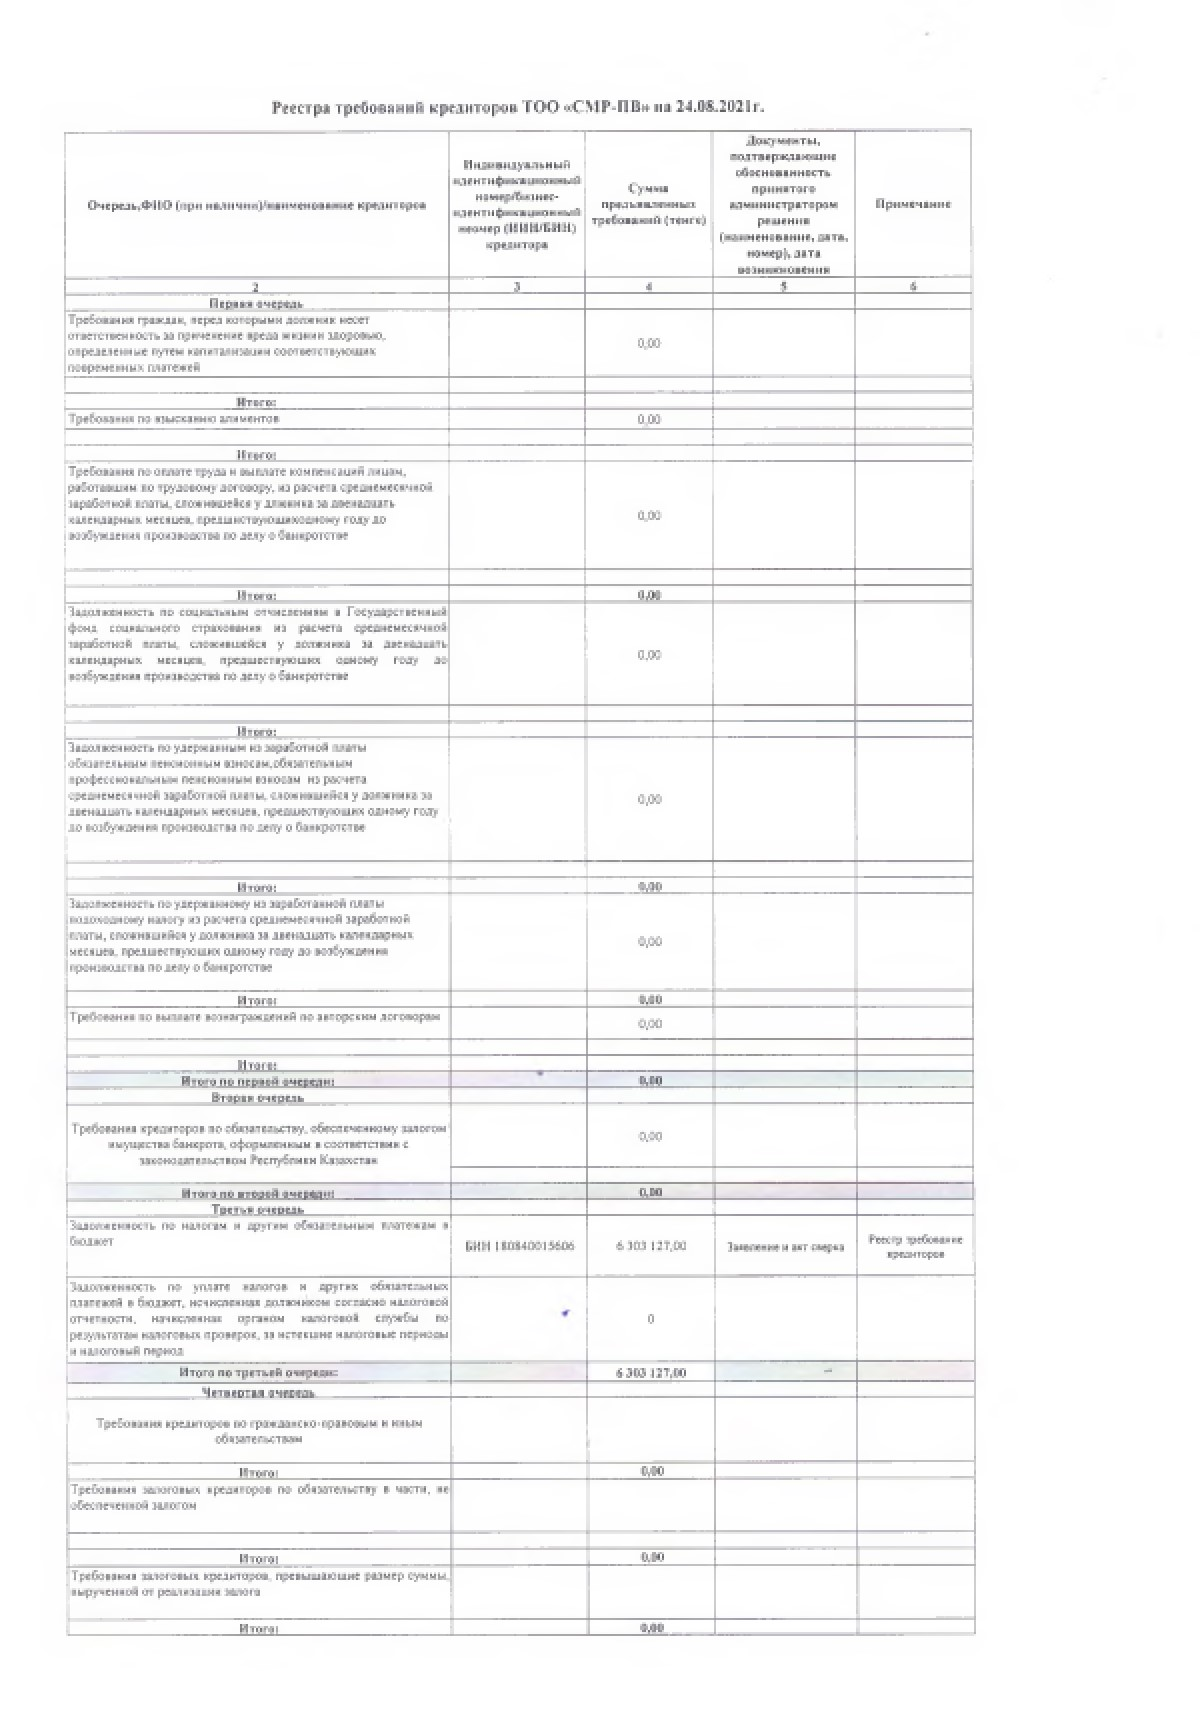 Реестра требований кредиторов ТОО «СМР-ПВ» на 24.08.2021г.
Очередь,ФИО (при наличии)/наименование кредиторов
Индивидуальный
идентификационный
номер/бизнес-
идентификационный
неомер (ИИН/БИН)
кредитора
Сумма
предъявленных
требований (тенге)
Документы,
подтверждающие
обоснованность
принятого
администратором
решения
(наименование, дата,
номер), дата
возникновения
Примечание
2 3 4 5 6
Первая очередь
Требования граждан, перед которыми должник несет
ответственность за приченение вреда жизнии здоровью,
определенные путем капитализации соответствующих
повременных платежей
0,00
Итого:
Требования по взысканию алиментов 0,00
Итого:
Требования по оплате труда и выплате компенсаций лицам,
работавшим по трудовому договору, из расчета среднемесячной
заработной платы, сложившейся у длжника за двенадцать
календарных месяцев, предшествующиходному году до
возбуждения производства по делу о банкротстве
0,00
Итого: 0,00
Задолженность по социальным отчислениям в Государственный
фонд социального страхования из расчета среднемесячной
заработной платы, сложившейся у должника за двенадцать
календарных месяцев, предшествующих одному году до
возбуждения производства по делу о банкротстве
0,00
Итого:
Задолженность по удержанным из заработной платы
обязательным пенсионным взносам,обязательным
профессиональным пенсионным взносам из расчета
среднемесячной заработной платы, сложившийся у должника за
двенадцать календарных месяцев, предшествующих одному году
до возбуждения производства по делу о банкротстве
0,00
Итого: 0,00
Задолженность по удержанному из заработанной платы
подоходному налогу из расчета среднемесячной заработной
платы, сложившийся у должника за двенадцать календарных
месяцев, предшествующих одному году до возбуждения
производства по делу о банкротстве
0,00
Итого: 0,00
Требования по выплате вознаграждений по авторским договорам
0,00
Итого:
Итого по первой очереди: 0,00
Вторая очередь
Требования кредиторов по обязательству, обеспеченному залогом
имущества банкрота, оформленным в соответствии с
законодательством Республики Казахстан
0,00
Итого по второй очереди: 0,00
Третья очередь
Задолженность по налогам и другим обязательным платежам в
бюджет
БИН 180840015606 6 303 127,00 Заявление и акт сверка
Реестр требование
кредиторов
Задолженность по уплате налогов и других обязательных
платежей в бюджет, исчисленная должником согласно налоговой
отчетности, начисленная органом налоговой службы по
результатам налоговых проверок, за истекшие налоговые периоды
и налоговый период
0
Итого по третьей очереди: 6 303 127,00
Четвертая очередь
Требования кредиторов по гражданско-правовым и иным
обязательствам
Итого: 0,00
Требования залоговых кредиторов по обязательству в части, не
обеспеченной залогом
Итого: 0,00
Требования залоговых кредиторов, превышающие размер суммы,
вырученной от реализации залога
Итого: 0,00